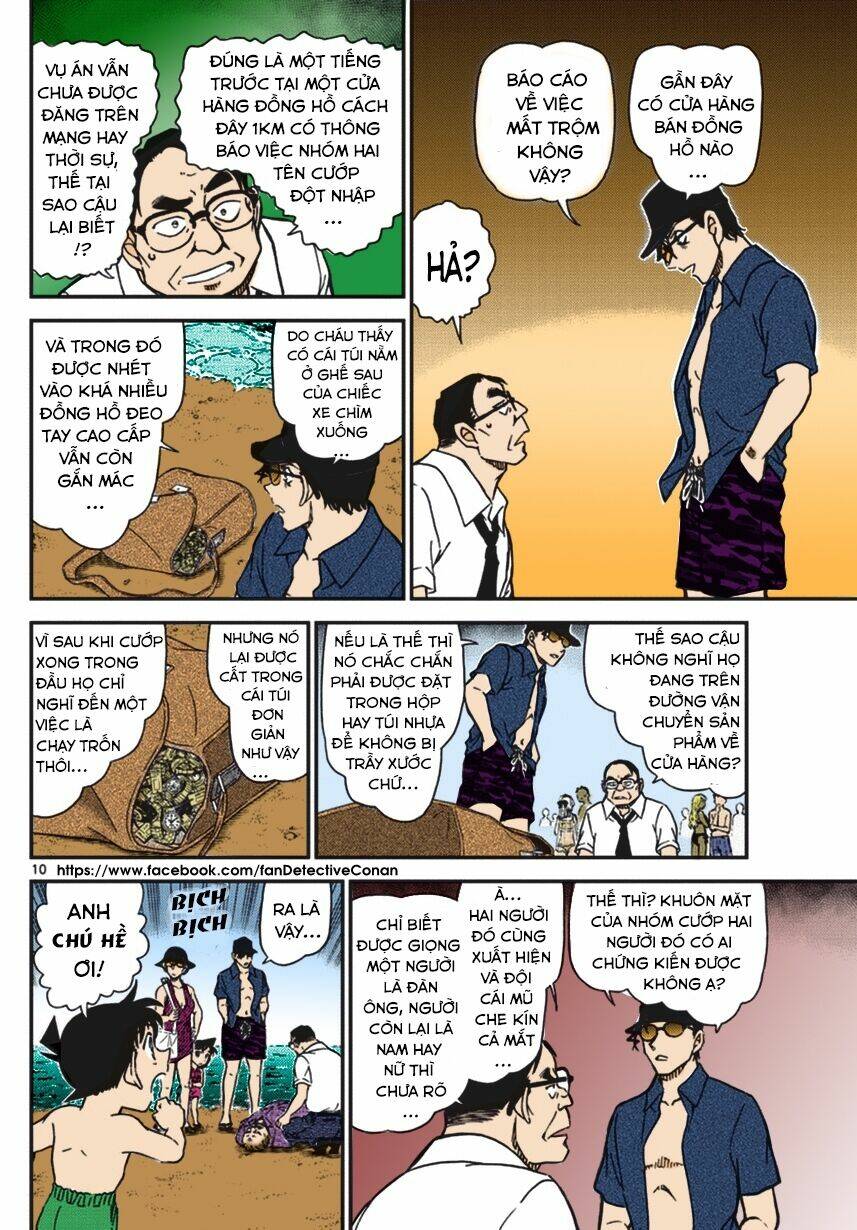 GẦN ĐÂY
CÓ CỬA HÀNG
BÁN ĐỒNG
HỒ NÀO
...
BÁO CÁO
VỀ VIỆC
MẤT TRỘM
KHÔNG
VẬY?
HẢ?
ĐÚNG LÀ MỘT TIẾNG
TRƯỚC TẠI MỘT CỬA
HÀNG ĐỒNG HỒ CÁCH
ĐÂY 1KM CÓ THÔNG
BÁO VIỆC NHÓM HAI
TÊN CƯỚP
ĐỘT NHẬP
...
VỤ ÁN VẪN
CHƯA ĐƯỢC
ĐĂNG TRÊN
MẠNG HAY
THỜI SỰ,
THẾ TẠI
SAO CẬU
LẠI BIẾT
!?
DO CHÁU THẤY
CÓ CÁI TÚI NẰM
Ở GHẾ SAU
CỦA CHIẾC
XE CHÌM
XUỐNG
...
VÀ TRONG ĐÓ
ĐƯỢC NHÉT
VÀO KHÁ NHIỀU
ĐỒNG HỒ ĐEO
TAY CAO CẤP
VẪN CÒN
GẮN MÁC
...
THẾ SAO CẬU
KHÔNG NGHĨ HỌ
ĐANG TRÊN
ĐƯỜNG VẬN
CHUYỂN SẢN
PHẨM VỀ
CỬA HÀNG?
NẾU LÀ THẾ THÌ
NÓ CHẮC CHẮN
PHẢI ĐƯỢC ĐẶT
TRONG HỘP
HAY TÚI NHỰA
ĐỂ KHÔNG BỊ
TRẦY XƯỚC
CHỨ...
NHƯNG NÓ
LẠI ĐƯỢC
CẤT TRONG
CÁI TÚI
ĐƠN
GIẢN
NHƯ VẬY
...
VÌ SAU KHI CƯỚP
XONG TRONG
ĐẦU HỌ CHỈ
NGHĨ ĐẾN MỘT
VIỆC LÀ
CHẠY TRỐN
THÔI...
10 https://www.facebook.com/fanDetectiveConan
THẾ THÌ? KHUÔN MẶT
CỦA NHÓM CƯỚP HAI
NGƯỜI ĐÓ CÓ AI
CHỨNG KIẾN ĐƯỢC
KHÔNG Ạ?
À...
HAI NGƯỜI
ĐÓ CÙNG
XUẤT HIỆN
VÀ ĐỘI
CÁI MŨ
CHE KÍN
CẢ MẮT
...
CHỈ BIẾT
ĐƯỢC GIỌNG
MỘT NGƯỜI
LÀ ĐÀN
ÔNG, NGƯỜI
CÒN LẠI LÀ
NAM HAY
NỮ THÌ
CHƯA RÕ
...
RA LÀ
VẬY...
BỊCH
BỊCH
ANH
CHÚ HỀ
ƠI!